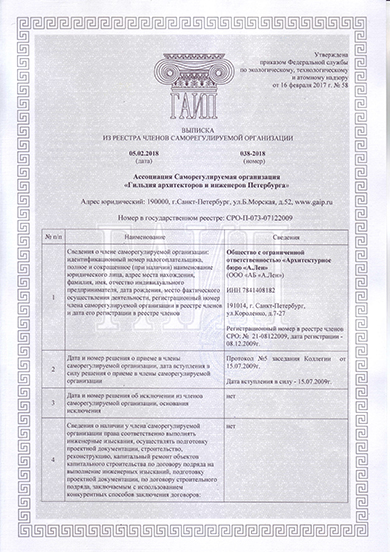 Утверждена
приказом Федеральной службы
по экологическому, технологическому
и атомному надзору
от 16 февраля 2017 г. № 58
ГАИП
ВЫПИСКА
ИЗ РЕЕСТРА ЧЛЕНОВ САМОРЕГУЛИРУЕМОЙ ОРГАНИЗАЦИИ
05.02.2018 038-2018
(дата) (номер)
Ассоциация Саморегулируемая организация
«Гильдия архитекторов и инженеров Петербурга»
Адрес юридический: 190000, г.Санкт-Петербург, ул.Б.Морская, д.52, www.gaip.ru
Номер в государственном реестре: СРО-П-073-07122009
№ п/п Наименование Сведения
1
Сведения о члене саморегулируемой организации:
идентификационный номер налогоплательщика,
полное и сокращенное (при наличии) наименование
юридического лица, адрес места нахождения,
фамилия, имя, отчество индивидуального
предпринимателя, дата рождения, место фактического
осуществления деятельности, регистрационный номер
члена саморегулируемой организации в реестре членов
и дата его регистрации в реестре членов
Общество с ограниченной
ответственностью «Архитектурное
бюро «А.Лен»
(ООО «АБ «А.Лен»)
ИНН 7841408182
191014, г. Санкт-Петербург,
ул.Короленко, д.7-27
Регистрационный номер в реестре членов
СРО: № 21-08122009, дата регистрации -
08.12.2009г.
2
Дата и номер решения о приеме в члены
саморегулируемой организации, дата вступления в
силу решения о приеме в члены саморегулируемой
организации
Протокол №5 заседания Коллегии от
15.07.2009г.
Дата вступления в силу - 15.07.2009г.
3
Дата и номер решения об исключении из членов
саморегулируемой организации, основания
исключения
нет
4
Сведения о наличии у члена саморегулируемой
организации права соответственно выполнять
инженерные изыскания, осуществлять подготовку
проектной документации, строительство,
реконструкцию, капитальный ремонт объектов
капитального строительства по договору подряда на
выполнение инженерных изысканий, подготовку
проектной документации, по договору строительного
подряда, заключаемым с использованием
конкурентных способов заключения договоров:
нет